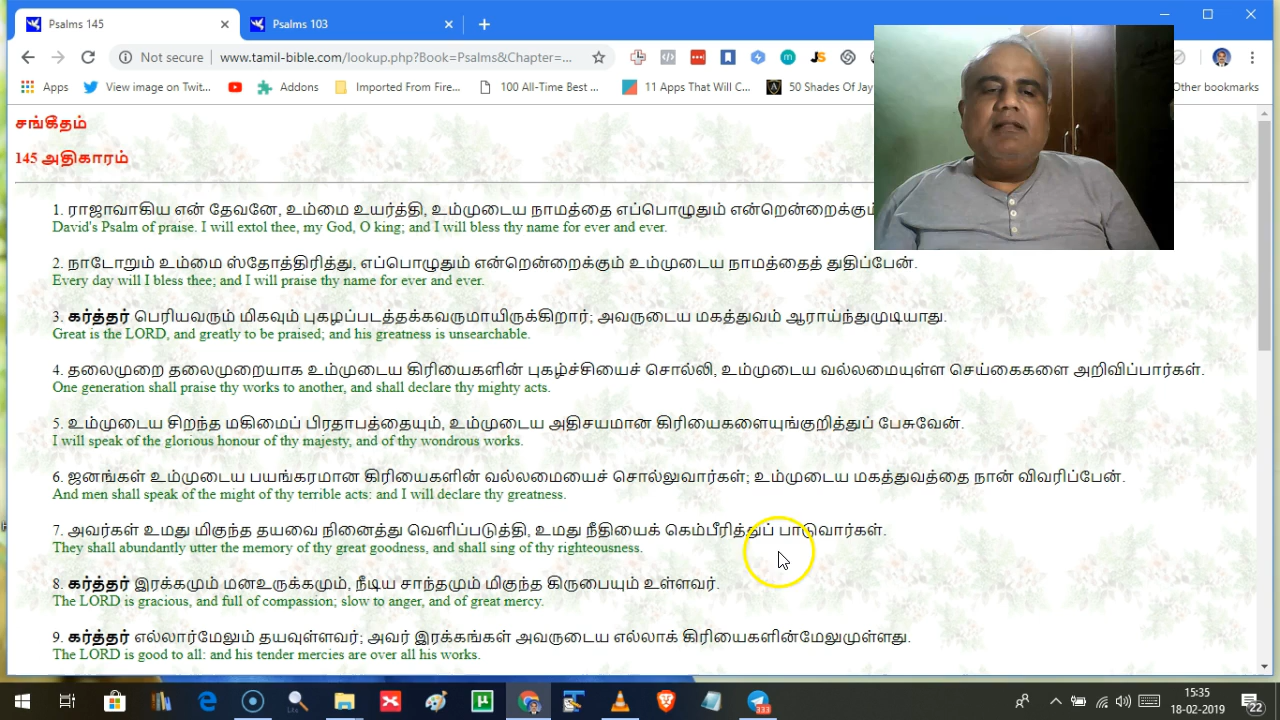 Psalms 145
Psalms 103
Not secure www.tamil-bible.com/lookup.php?Book=Psalms&Chapter=...
Apps View image on Twit... Addons Imported From Fire... 100 All-Time Best ... 11 Apps That Will C... 50 Shades Of Jay Other bookmarks
சங்கீதம்
145 அதிகாரம்
1. ராஜாவாகிய என் தேவனே, உம்மை உயர்த்தி, உம்முடைய நாமத்தை எப்பொழுதும் என்றென்றைக்கும்
David's Psalm of praise. I will extol thee, my God, O king; and I will bless thy name for ever and ever.
2. நாடோறும் உம்மை ஸ்தோத்திரித்து, எப்பொழுதும் என்றென்றைக்கும் உம்முடைய நாமத்தைத் துதிப்பேன்.
Every day will I bless thee; and I will praise thy name for ever and ever.
3. கர்த்தர் பெரியவரும் மிகவும் புகழப்படத்தக்கவருமாயிருக்கிறார்; அவருடைய மகத்துவம் ஆராய்ந்துமுடியாது.
Great is the LORD, and greatly to be praised; and his greatness is unsearchable.
4. தலைமுறை தலைமுறையாக உம்முடைய கிரியைகளின் புகழ்ச்சியைச் சொல்லி, உம்முடைய வல்லமையுள்ள செய்கைகளை அறிவிப்பார்கள்.
One generation shall praise thy works to another, and shall declare thy mighty acts.
5. உம்முடைய சிறந்த மகிமைப் பிரதாபத்தையும், உம்முடைய அதிசயமான கிரியைகளையுங்குறித்துப் பேசுவேன்.
I will speak of the glorious honour of thy majesty, and of thy wondrous works.
6. ஜனங்கள் உம்முடைய பயங்கரமான கிரியைகளின் வல்லமையைச் சொல்லுவார்கள்; உம்முடைய மகத்துவத்தை நான் விவரிப்பேன்.
And men shall speak of the might of thy terrible acts: and I will declare thy greatness.
7. அவர்கள் உமது மிகுந்த தயவை நினைத்து வெளிப்படுத்தி, உமது நீதியைக் கெம்பீரித்துப் பாடுவார்கள்.
They shall abundantly utter the memory of thy great goodness, and shall sing of thy righteousness.
8. கர்த்தர் இரக்கமும் மனஉருக்கமும், நீடிய சாந்தமும் மிகுந்த கிருபையும் உள்ளவர்.
The LORD is gracious, and full of compassion; slow to anger, and of great mercy.
9. கர்த்தர் எல்லார்மேலும் தயவுள்ளவர்; அவர் இரக்கங்கள் அவருடைய எல்லாக் கிரியைகளின்மேலுமுள்ளது.
The LORD is good to all: and his tender mercies are over all his works.
333
15:35
18-02-2019
22